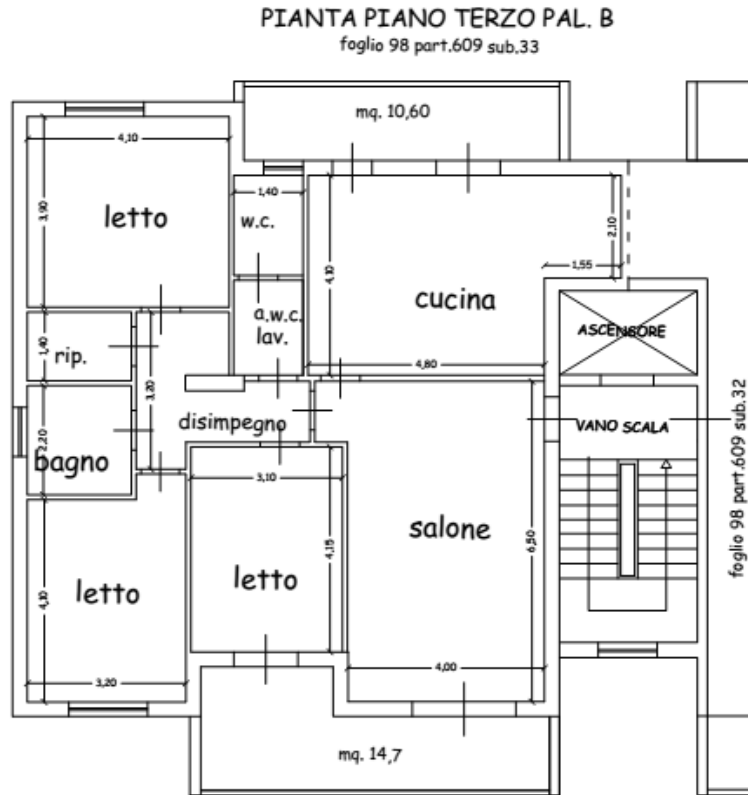 PIANTA PIANO TERZO PAL. B
foglio 98 part.609 sub.33
mq. 10,60
4,10
letto
3,90
1,40
w.c.
a.w.c.
lav.
4,10
2,10
1,55
cucina
4,80
ASCENSORE
rip.
1,40
3,20
disimpegno
VANO SCALA
foglio 98 part.609 sub.32
bagno
2,20
3,10
4,15
letto
salone
6,50
4,00
letto
4,10
3,20
mq. 14,7